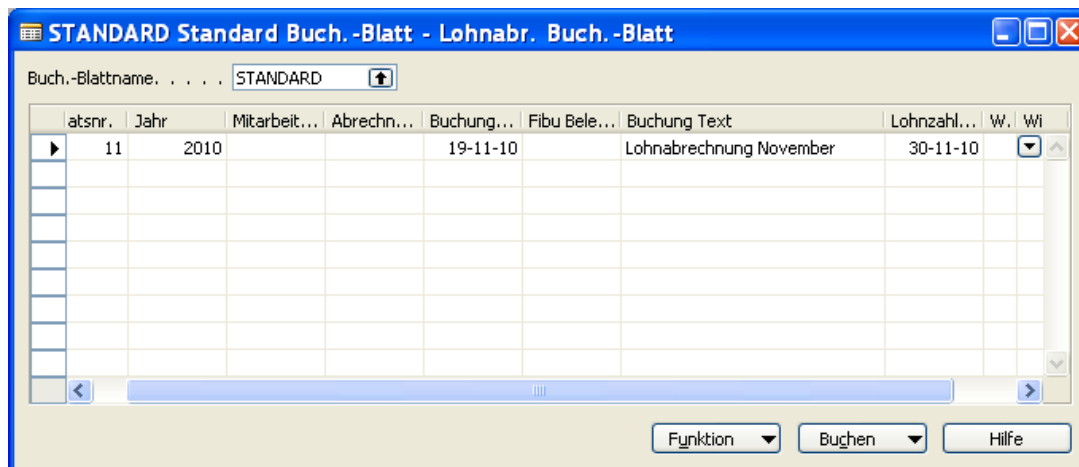 STANDARD Standard Buch.-Blatt - Lohnabr. Buch.-Blatt
Buch.-Blattname. . . . . STANDARD
atsnr. Jahr Mitarbeit... Abrechn... Buchung... Fibu Bele... Buchung Text Lohnzahl... W. Wi
11 2010 19-11-10 Lohnabrechnung November 30-11-10
Funktion Buchen Hilfe